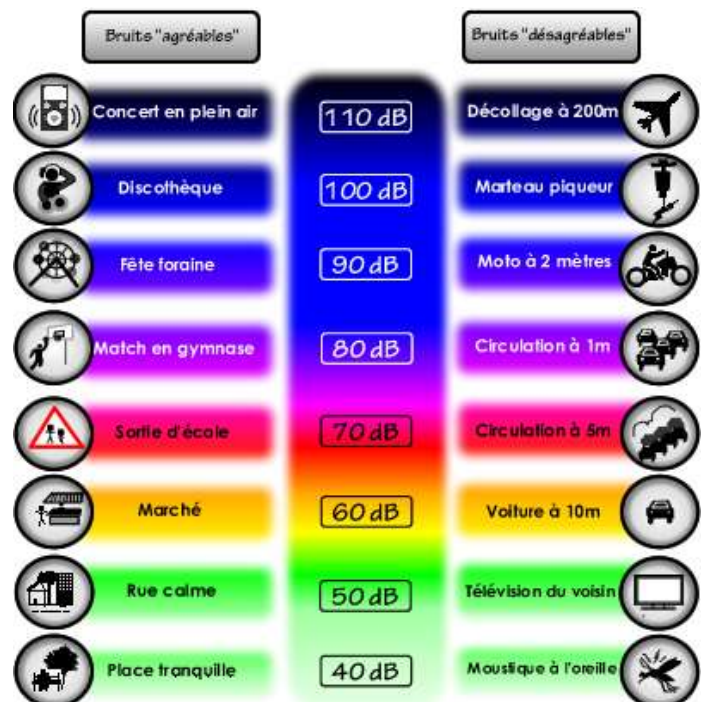 Bruits "agréables" Bruits "désagréables"
Concert en plein air 110 dB Décollage à 200m
Discothèque 100 dB Marteau piqueur
Fête foraine 90 dB Moto à 2 mètres
Match en gymnase 80 dB Circulation à 1m
Sortie d'école 70 dB Circulation à 5m
Marché 60 dB Voiture à 10m
Rue calme 50 dB Télévision du voisin
Place tranquille 40 dB Moustique à l'oreille